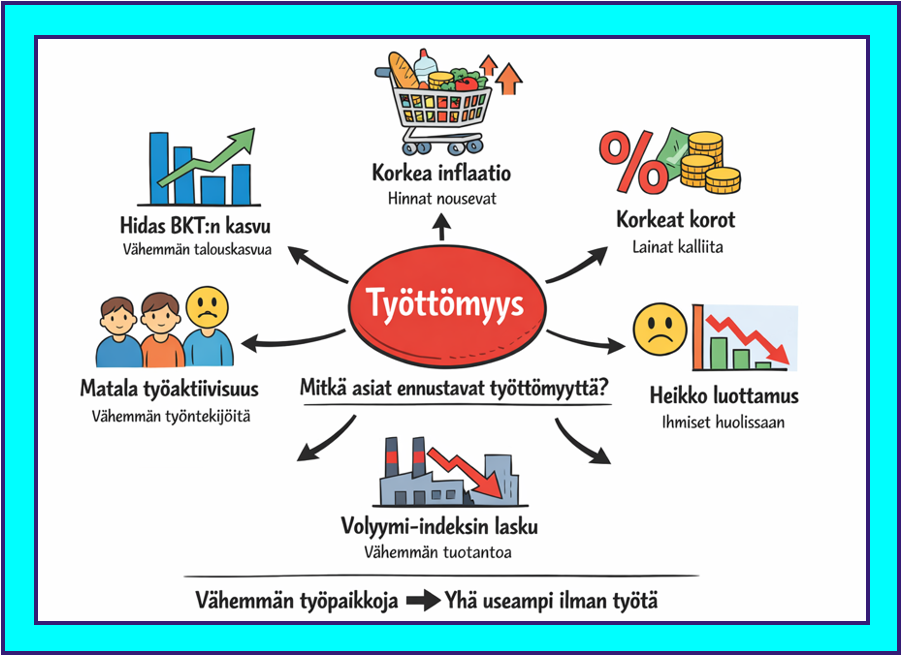 Korkea inflaatio
Hinnat nousevat
%
Hidas BKT:n kasvu
Vähemmän talouskasvua
Korkeat korot
Lainat kalliita
Työttömyys
Mitkä asiat ennustavat työttömyyttä?
Matala työaktiivisuus
Vähemmän työntekijöitä
Heikko luottamus
Ihmiset huolissaan
Volyymi-indeksin lasku
Vähemmän tuotantoa
Vähemmän työpaikkoja → Yhä useampi ilman työtä